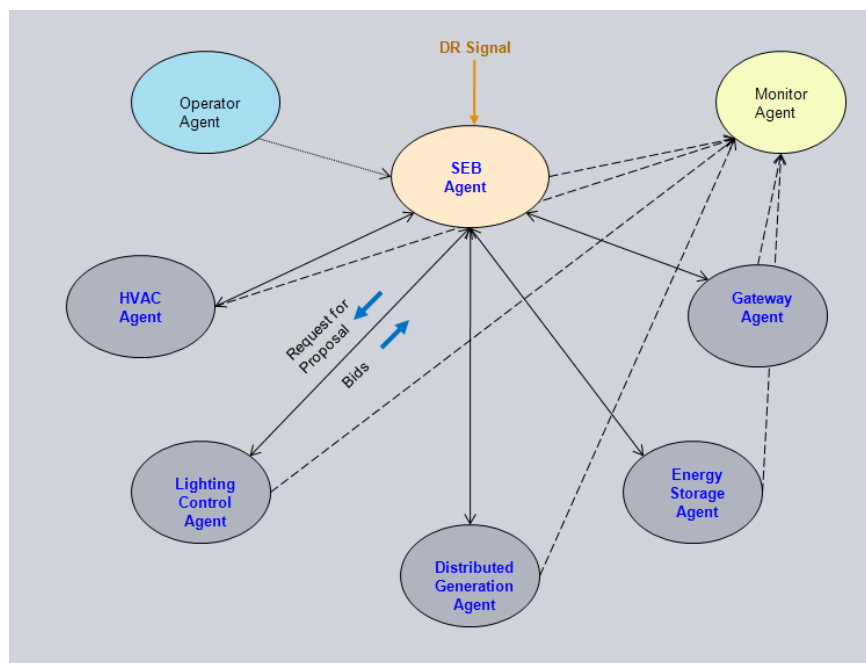 DR Signal
Operator
Agent
Monitor
Agent
SEB
Agent
HVAC
Agent
Gateway
Agent
Request for
Proposal
Bids
Lighting
Control
Agent
Energy
Storage
Agent
Distributed
Generation
Agent